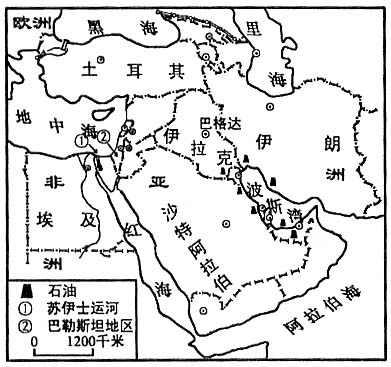 欧洲
黑 海
里
海
土 耳 其
地 中 海
① ②
伊 拉 克
巴格达
伊 朗
非
洲
埃 及
亚
洲
波 斯 湾
沙 特 阿 拉 伯
红
海
阿 拉 伯 海
石油
① 苏伊士运河
② 巴勒斯坦地区
0 1200千米